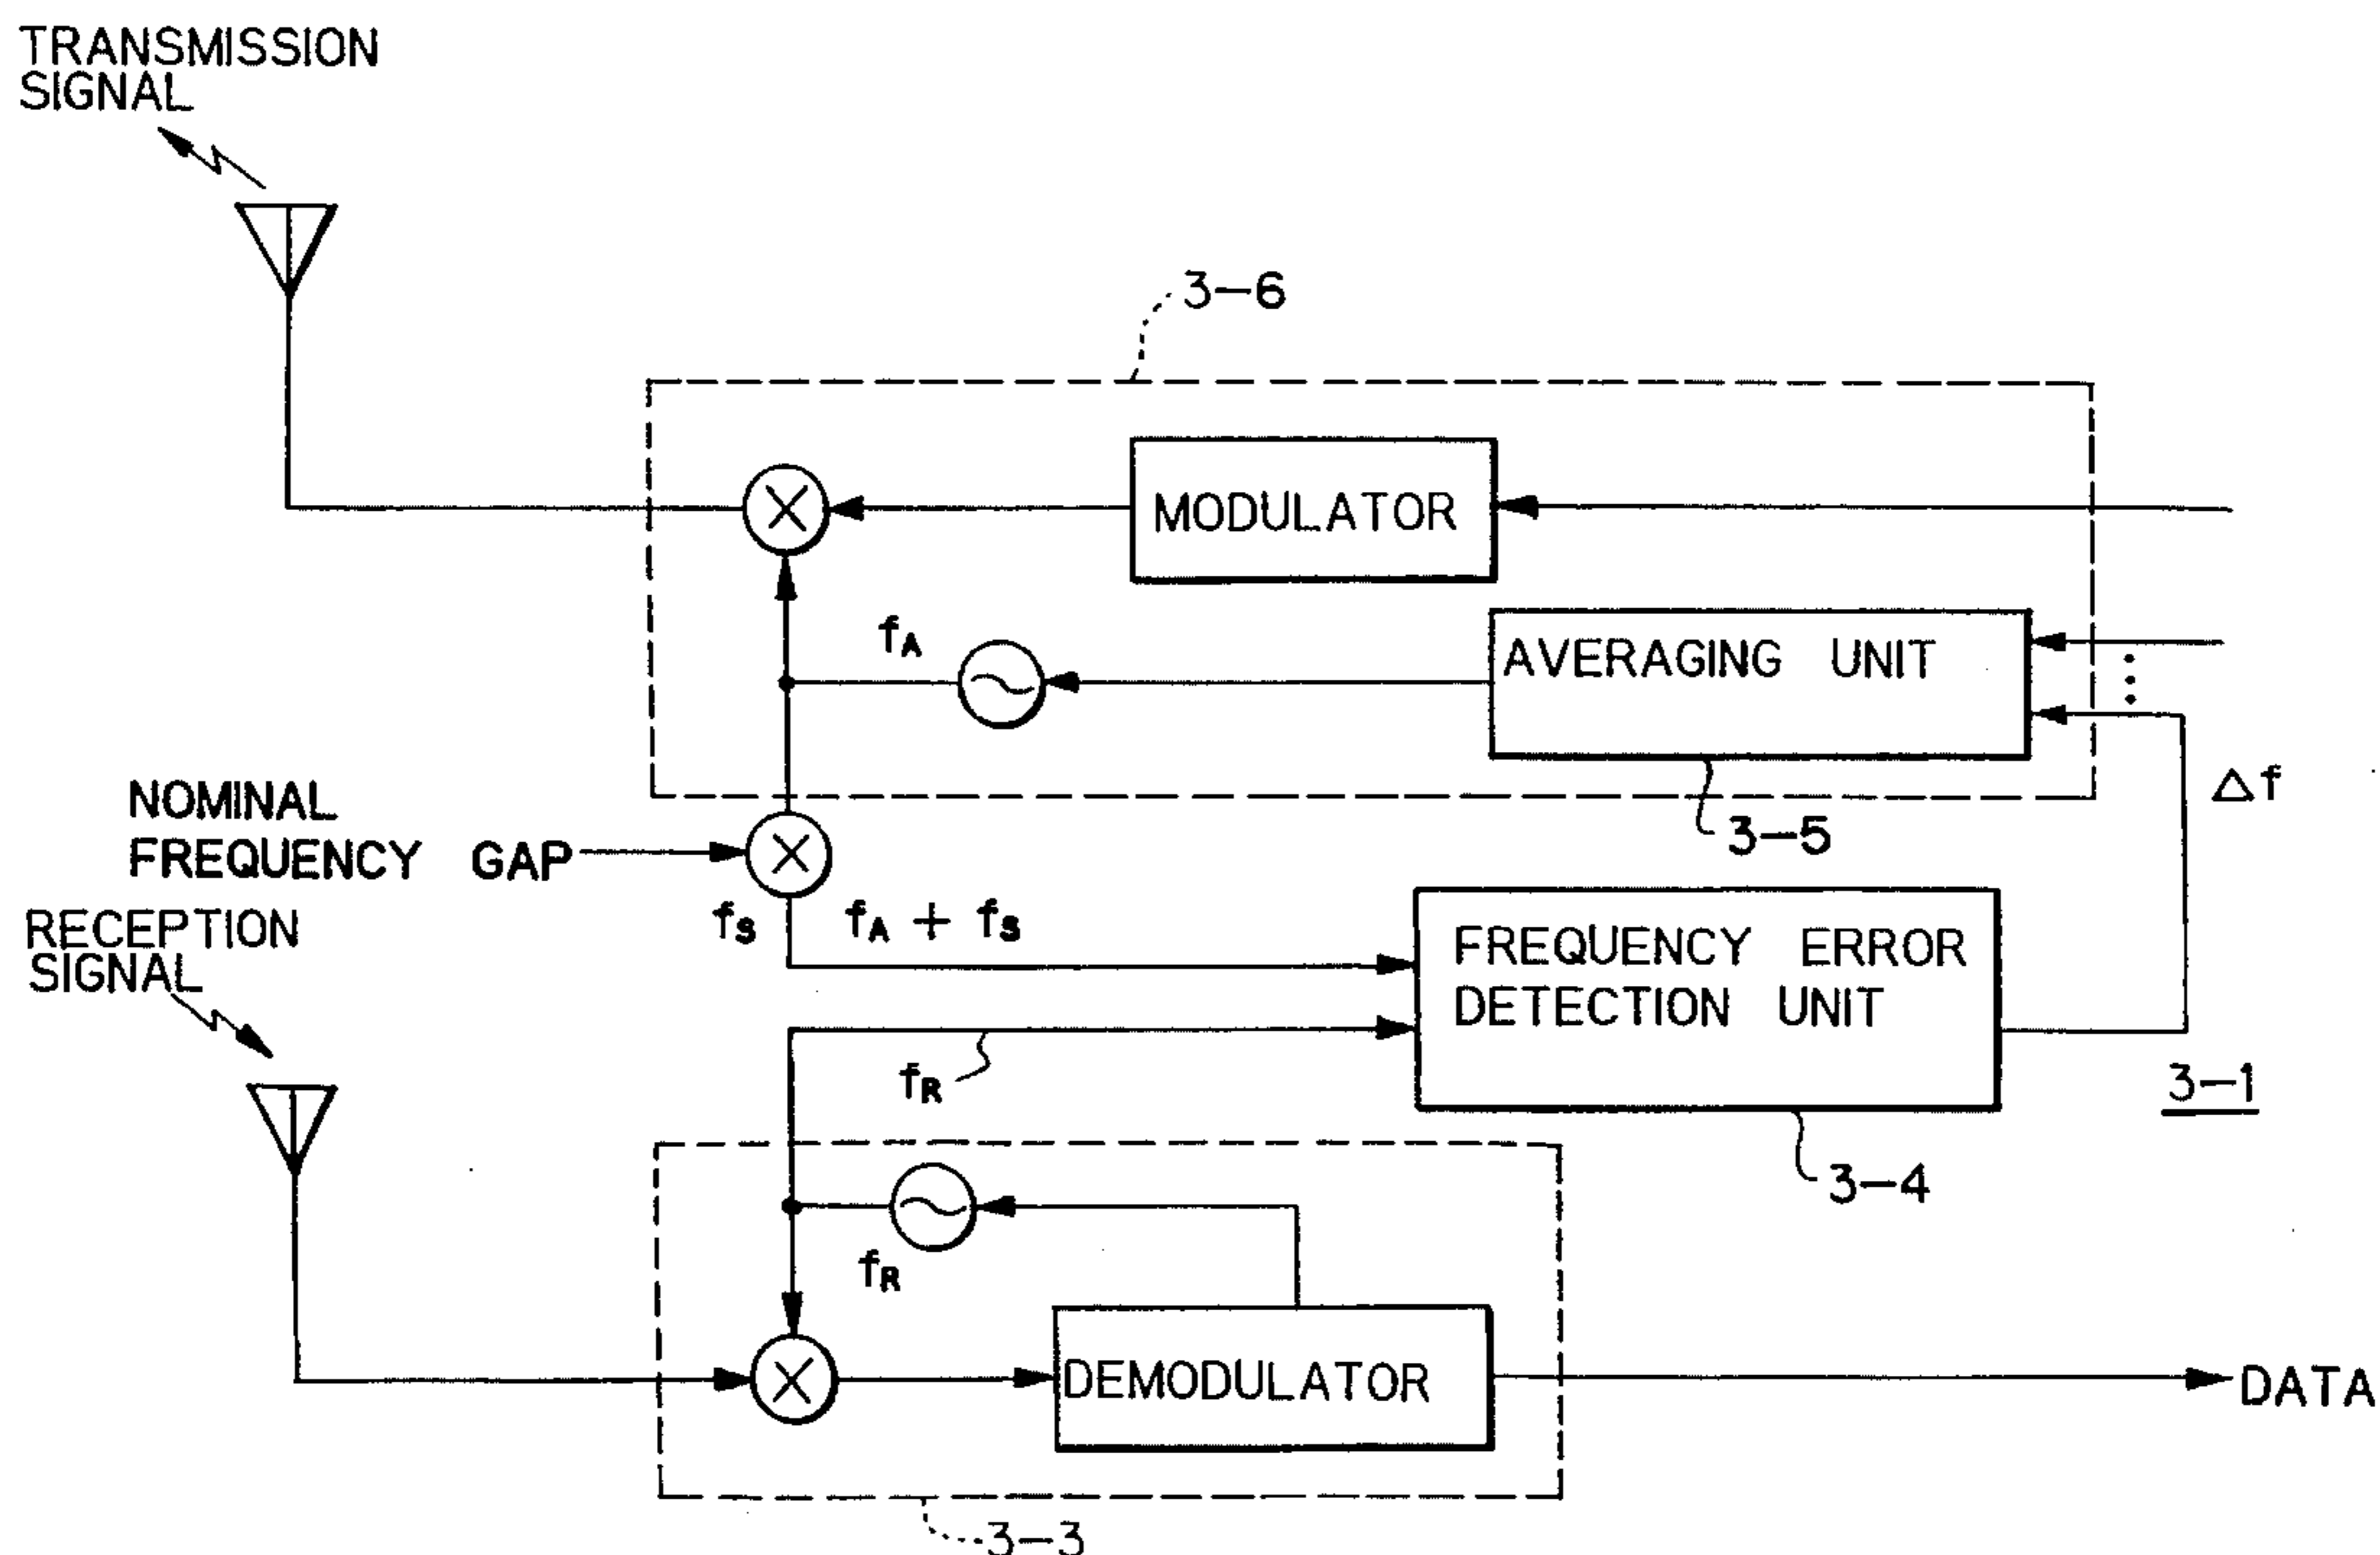 TRANSMISSION
SIGNAL
3-6
MODULATOR
fA
AVERAGING UNIT
Δf
3-5
NOMINAL
FREQUENCY GAP
fS
fA + fS
RECEPTION
SIGNAL
FREQUENCY ERROR
DETECTION UNIT
fR
3-1
3-4
fR
DEMODULATOR
DATA
3-3